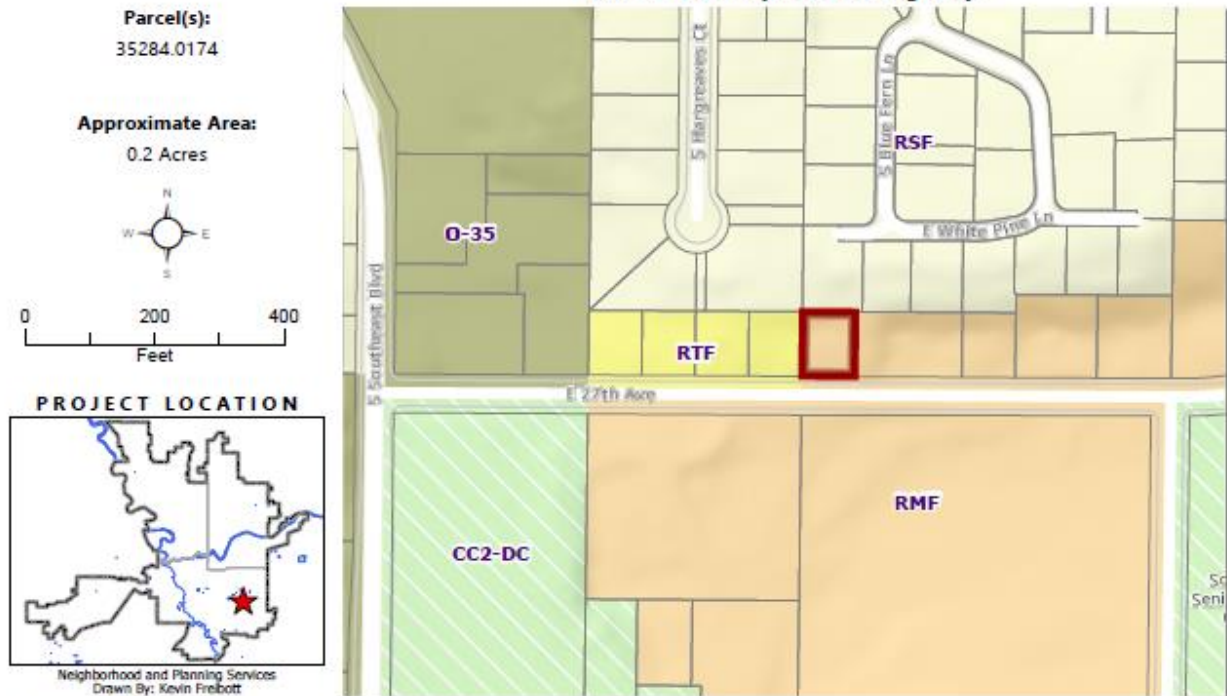 Parcel(s):
35284.0174
Approximate Area:
0.2 Acres
N
W
E
S
0
200
400
Feet
PROJECT LOCATION
Neighborhood and Planning Services
Drawn By: Kevin Freibott
S Southeast Blvd
O-35
S Hargreaves Ct
S Blue Fern Ln
RSF
E White Pine Ln
RTF
E 27th Ave
CC2-DC
RMF